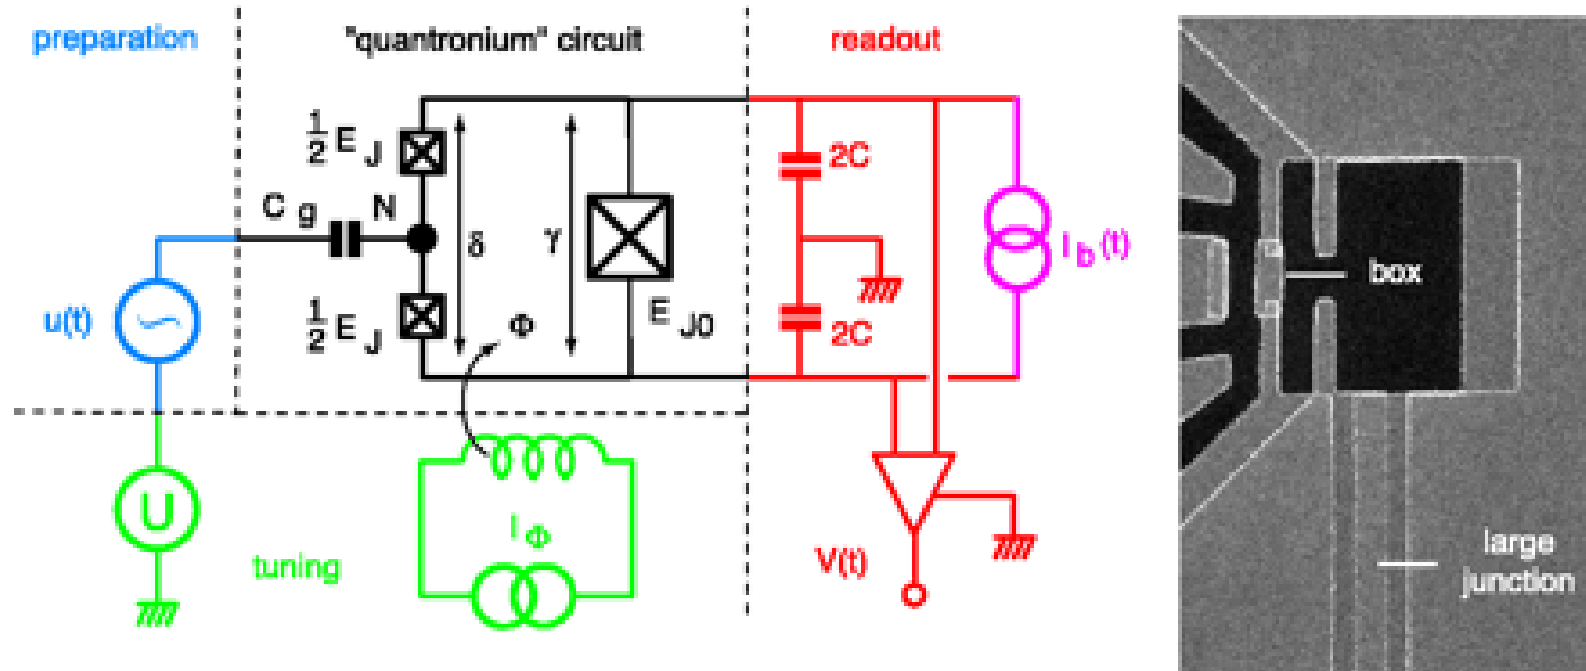 preparation
"quantronium" circuit
readout
½ E J
C g
N
δ
γ
2C
I b (t)
box
u(t)
½ E J
Φ
E J0
2C
U
tuning
I Φ
V(t)
large
junction